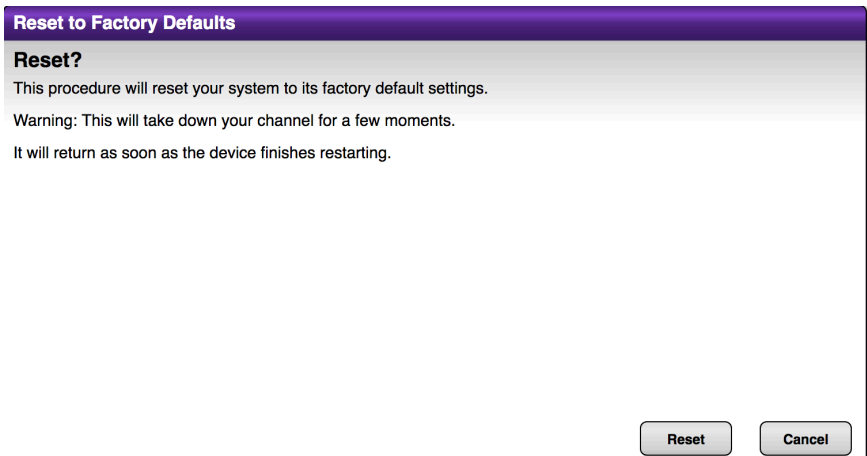 Reset to Factory Defaults
Reset?
This procedure will reset your system to its factory default settings.
Warning: This will take down your channel for a few moments.
It will return as soon as the device finishes restarting.
Reset
Cancel